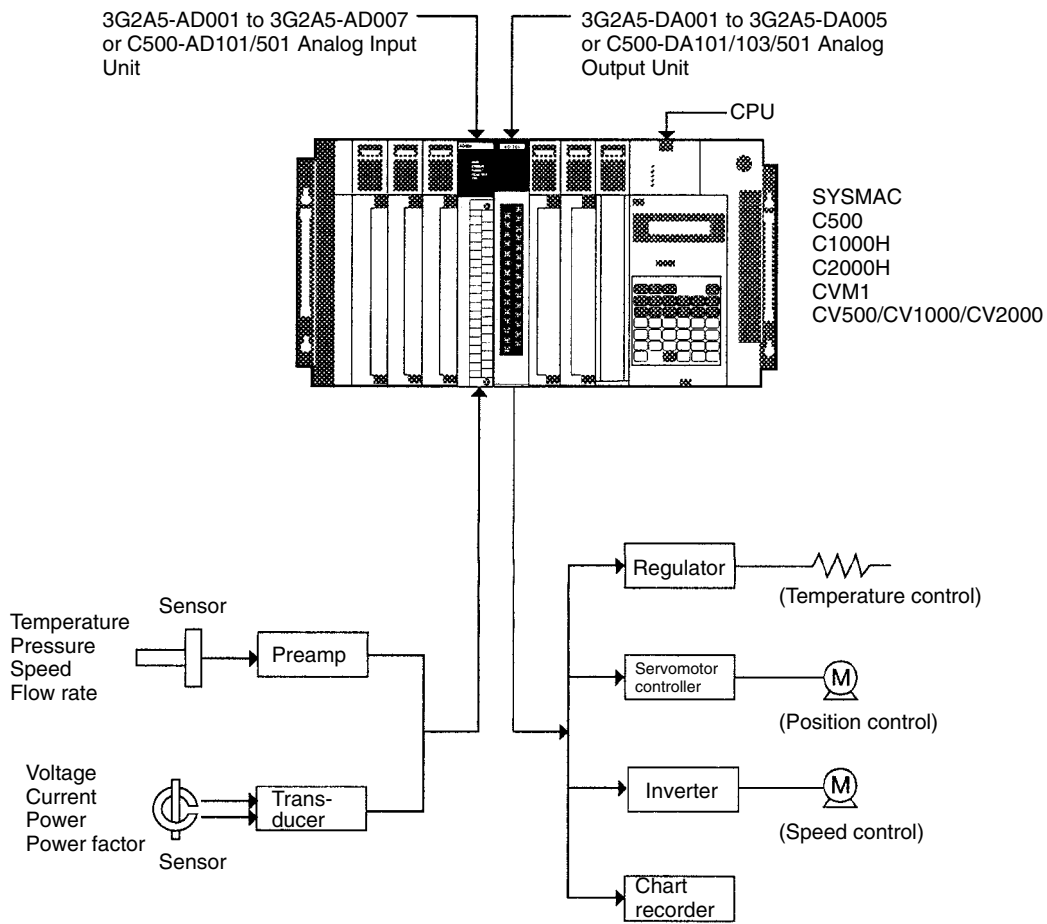 3G2A5-AD001 to 3G2A5-AD007
or C500-AD101/501 Analog Input
Unit
3G2A5-DA001 to 3G2A5-DA005
or C500-DA101/103/501 Analog
Output Unit
CPU
SYSMAC
C500
C1000H
C2000H
CVM1
CV500/CV1000/CV2000
Regulator
(Temperature control)
Sensor
Temperature
Pressure
Speed
Flow rate
Preamp
Servomotor
controller
M
(Position control)
Voltage
Current
Power
Power factor
Sensor
Trans-
ducer
Inverter
M
(Speed control)
Chart
recorder